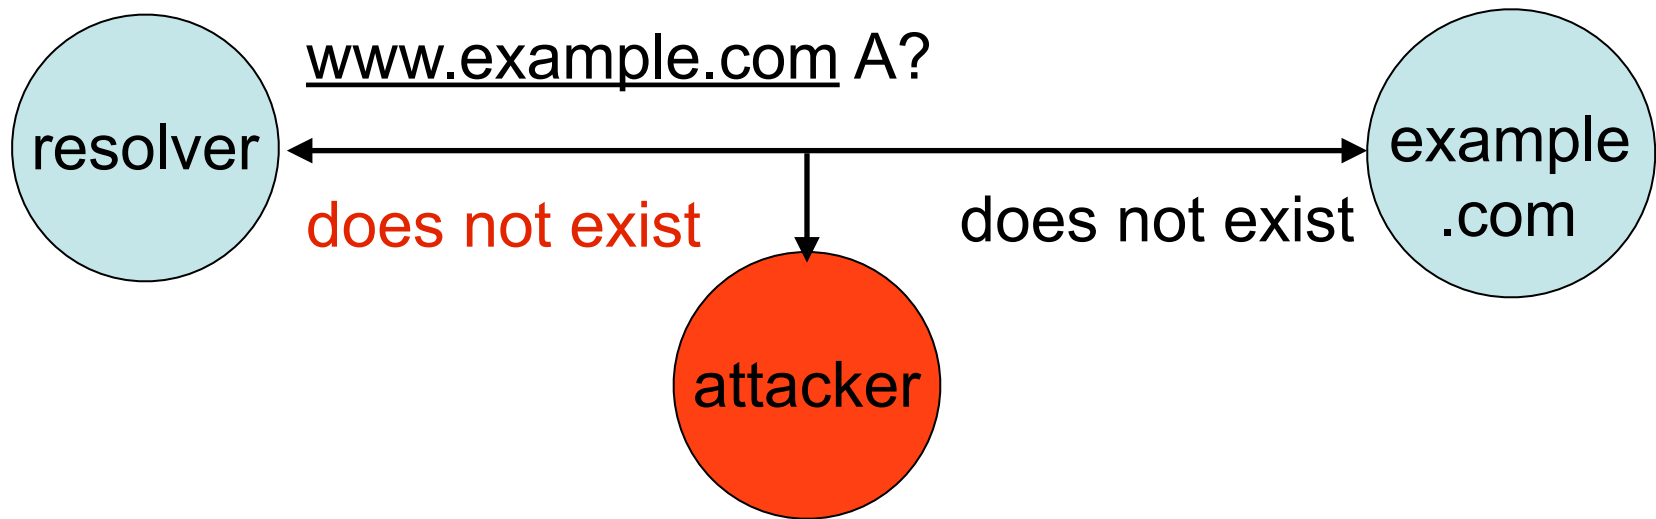 www.example.com A?
resolver
example
.com
does not exist
does not exist
attacker